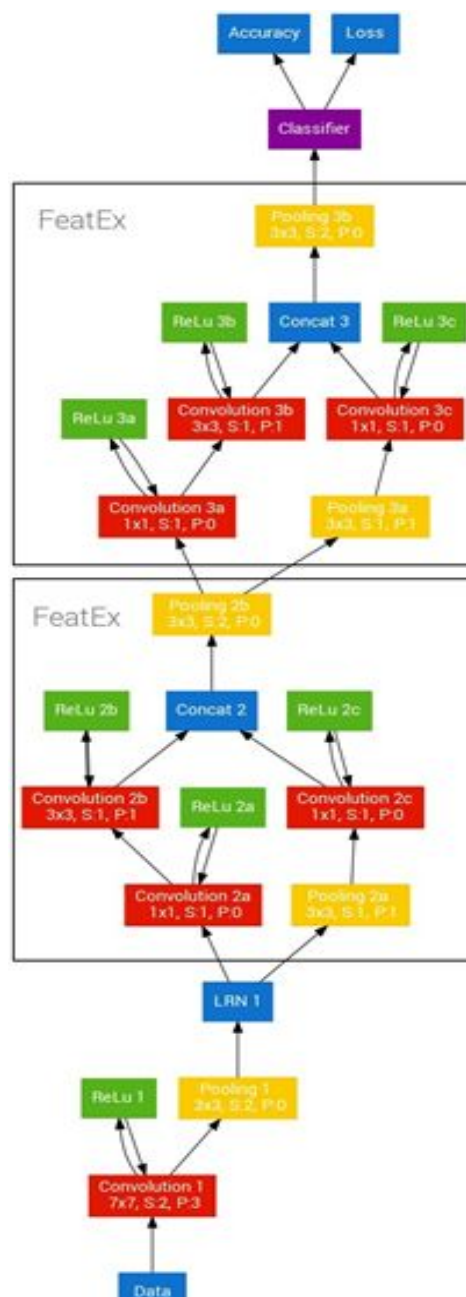 Accuracy
Loss
Classifier
FeatEx
Pooling 3b
3x3, S:2, P:0
ReLu 3b
Concat 3
ReLu 3c
ReLu 3a
Convolution 3b
3x3, S:1, P:1
Convolution 3c
1x1, S:1, P:0
Convolution 3a
1x1, S:1, P:0
Pooling 3a
3x3, S:1, P:1
FeatEx
Pooling 2b
3x3, S:2, P:0
ReLu 2b
Concat 2
ReLu 2c
Convolution 2b
3x3, S:1, P:1
ReLu 2a
Convolution 2c
1x1, S:1, P:0
Convolution 2a
1x1, S:1, P:0
Pooling 2a
3x3, S:1, P:1
LRN 1
ReLu 1
Pooling 1
3x3, S:2, P:0
Convolution 1
7x7, S:2, P:3
Data